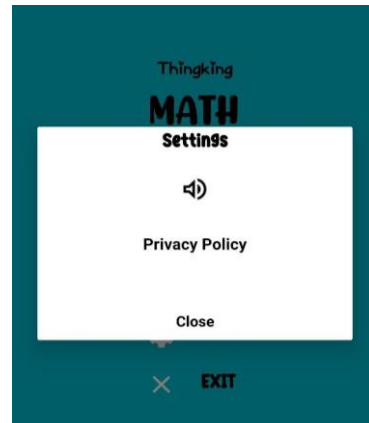 Thingking
MATH
Settings
Privacy Policy
Close
EXIT